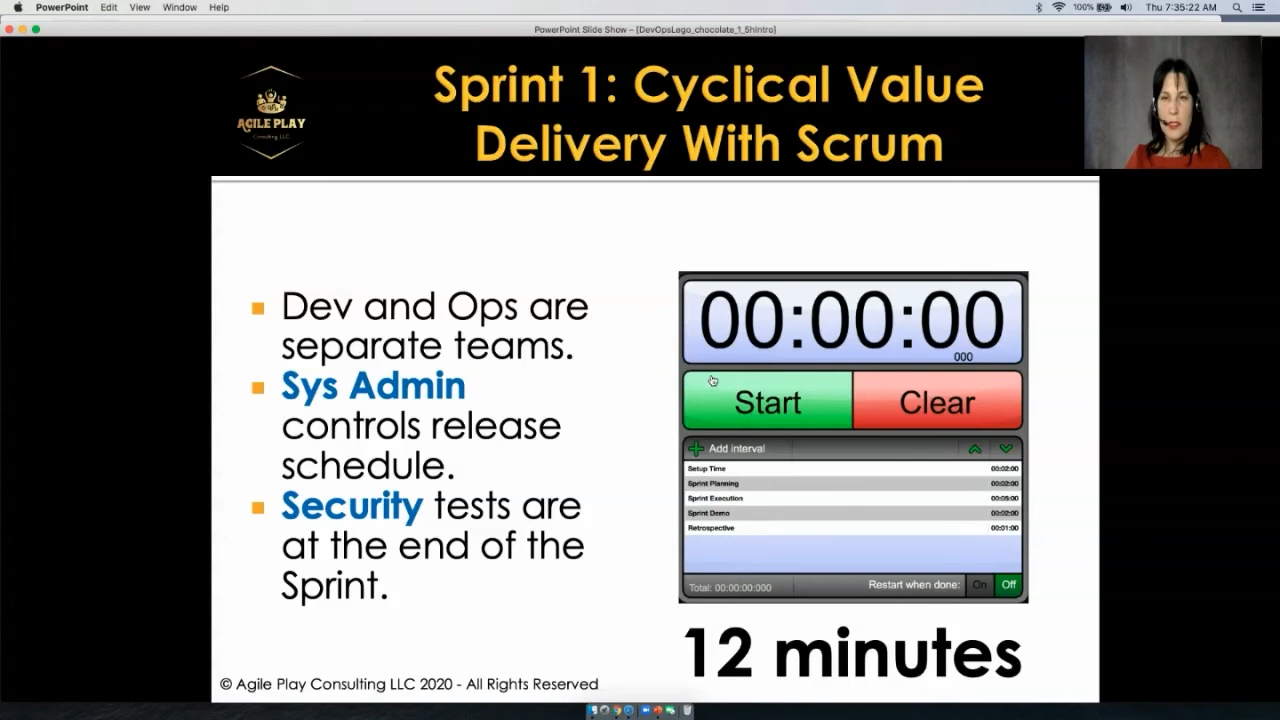 PowerPoint Edit View Window Help
100% Thu 7:35:22 AM
PowerPoint Slide Show – [DevOpsLego_chocolate_1_5hIntro]
AGILE PLAY
Consulting LLC
Sprint 1: Cyclical Value
Delivery With Scrum
Dev and Ops are
separate teams.
Sys Admin
controls release
schedule.
Security tests are
at the end of the
Sprint.
00:00:00
000
Start Clear
Add interval
Setup Time 00:02:00
Sprint Planning 00:02:00
Sprint Execution 00:05:00
Sprint Demo 00:02:00
Retrospective 00:01:00
Total: 00:00:00:000 Restart when done: On Off
12 minutes
© Agile Play Consulting LLC 2020 - All Rights Reserved